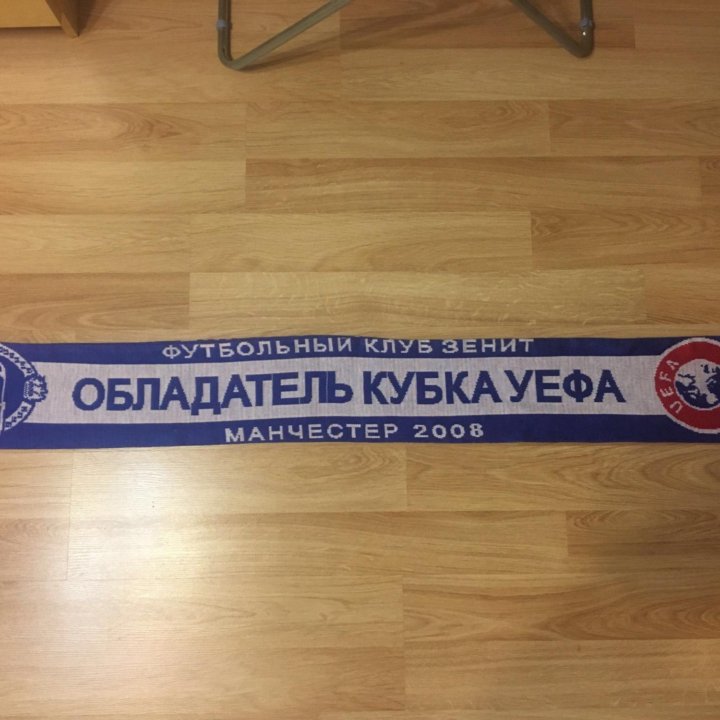 ФУТБОЛЬНЫЙ КЛУБ ЗЕНИТ
ОБЛАДАТЕЛЬ КУБКА УЕФА
МАНЧЕСТЕР 2008
UEFA